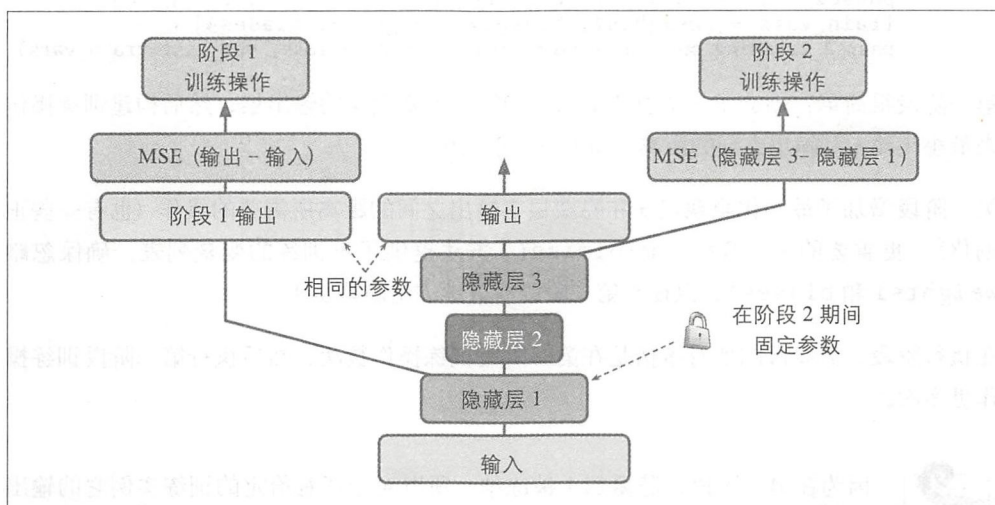 阶段 1
训练操作
阶段 2
训练操作
MSE (输出 – 输入)
MSE (隐藏层 3– 隐藏层 1)
阶段 1 输出
输出
相同的参数
隐藏层 3
隐藏层 2
在阶段 2 期间
固定参数
隐藏层 1
输入